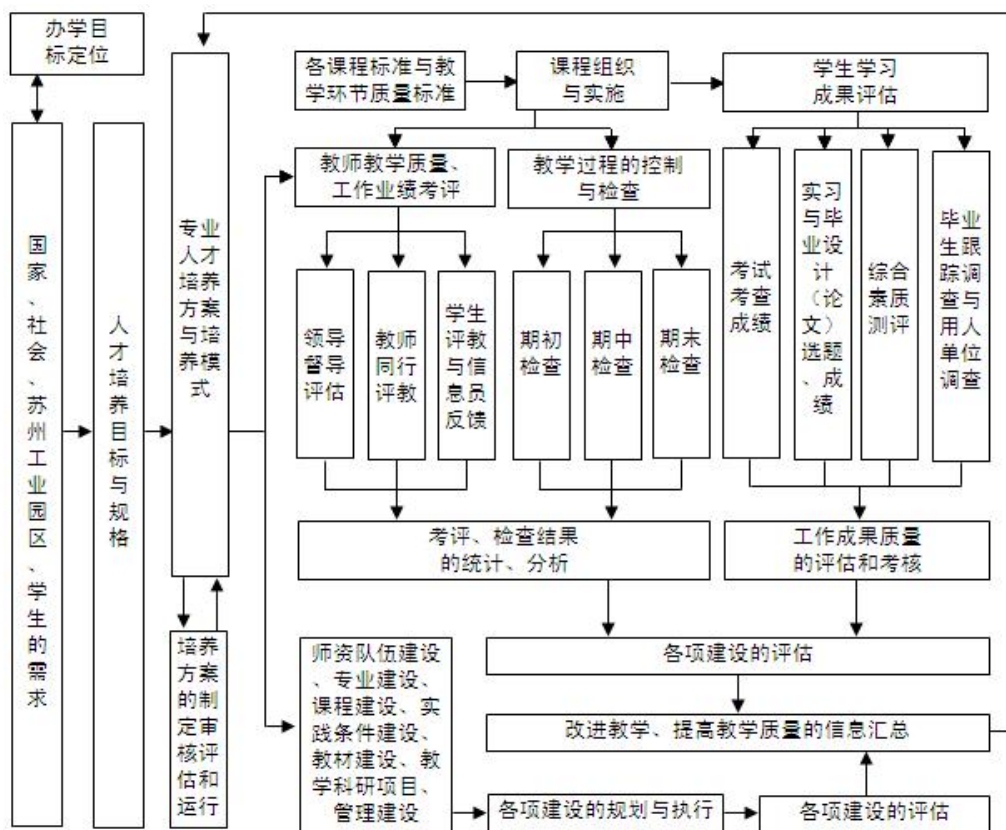 办学目
标定位
国家、社会、苏州工业园区、学生的需求
人才培养目标与规格
专业
人才
培养
方案
与培
养模
式
培养
方案
的制
定审
核评
估和
运行
各课程标准与教
学环节质量标准
课程组织
与实施
学生学习
成果评估
教师教学质量、
工作业绩考评
教学过程的控制
与检查
领导
督导
评估
教师
同行
评教
学生
评教
与信
息员
反馈
期初
检查
期中
检查
期末
检查
考试
考查
成绩
实习
与毕
业设
计
（论
文）
选题
、成
绩
综合
素质
测评
毕业
生跟
踪调
查与
用人
单位
调查
考评、检查结果
的统计、分析
工作成果质量
的评估和考核
师资队伍建设
、专业建设、
课程建设、实
践条件建设、
教材建设、教
学科研项目、
管理建设
各项建设的评估
改进教学、提高教学质量的信息汇总
各项建设的规划与执行
各项建设的评估